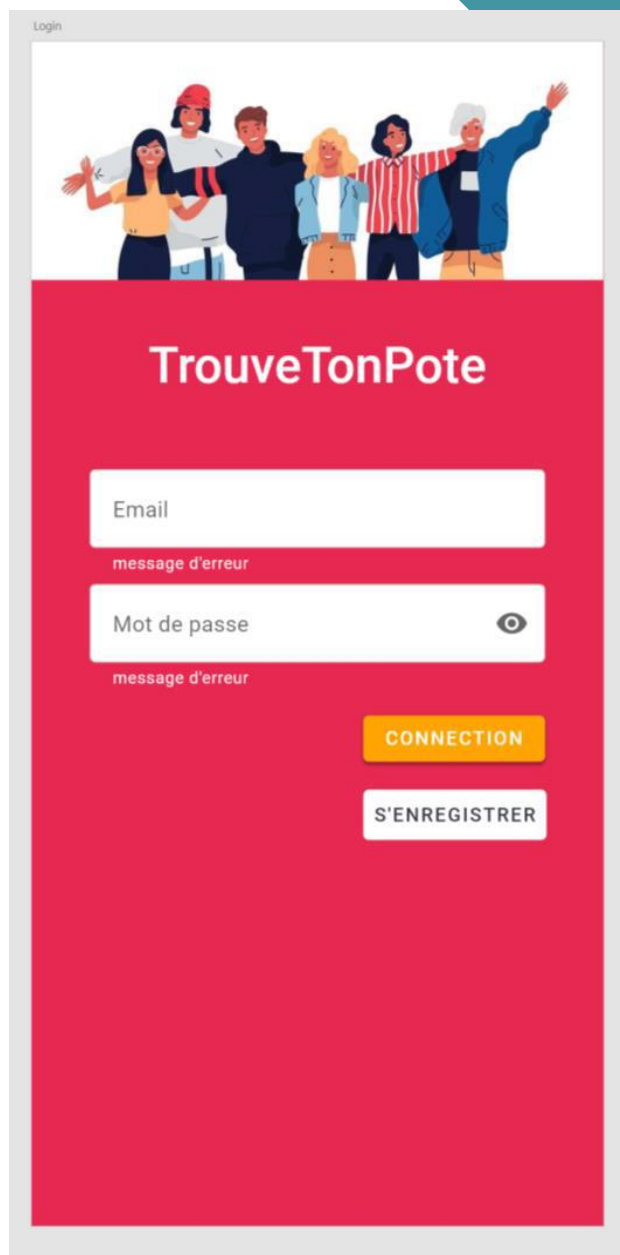 Login
TrouveTonPote
Email
message d'erreur
Mot de passe
message d'erreur
CONNECTION
S'ENREGISTRER